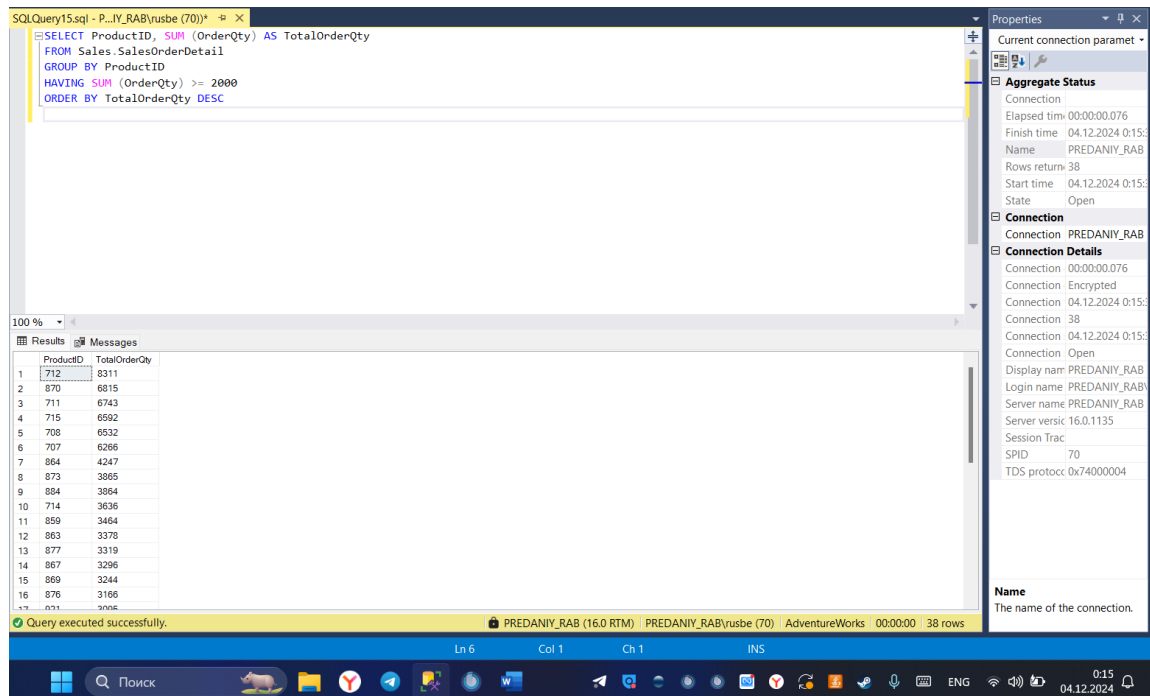 SQLQuery15.sql - P...IY_RAB\rusbe (70))*
SELECT ProductID, SUM (OrderQty) AS TotalOrderQty
FROM Sales.SalesOrderDetail
GROUP BY ProductID
HAVING SUM (OrderQty) >= 2000
ORDER BY TotalOrderQty DESC
100 %
Results Messages
ProductID TotalOrderQty
1 712 8311
2 870 6815
3 711 6743
4 715 6592
5 708 6532
6 707 6266
7 864 4247
8 873 3865
9 884 3864
10 714 3636
11 859 3464
12 863 3378
13 877 3319
14 867 3296
15 869 3244
16 876 3166
17 921 3095
Query executed successfully.
PREDANIY_RAB (16.0 RTM) PREDANIY_RAB\rusbe (70) AdventureWorks 00:00:00 38 rows
Properties
Current connection paramet
Aggregate Status
Connection
Elapsed tim 00:00:00.076
Finish time 04.12.2024 0:15:
Name PREDANIY_RAB
Rows return 38
Start time 04.12.2024 0:15:
State Open
Connection
Connection PREDANIY_RAB
Connection Details
Connection 00:00:00.076
Connection Encrypted
Connection 04.12.2024 0:15:
Connection 38
Connection 04.12.2024 0:15:
Connection Open
Display nam PREDANIY_RAB
Login name PREDANIY_RAB\
Server name PREDANIY_RAB
Server versic 16.0.1135
Session Trac
SPID 70
TDS protocc 0x74000004
Name
The name of the connection.
Ln 6 Col 1 Ch 1 INS
Поиск
ENG
0:15
04.12.2024